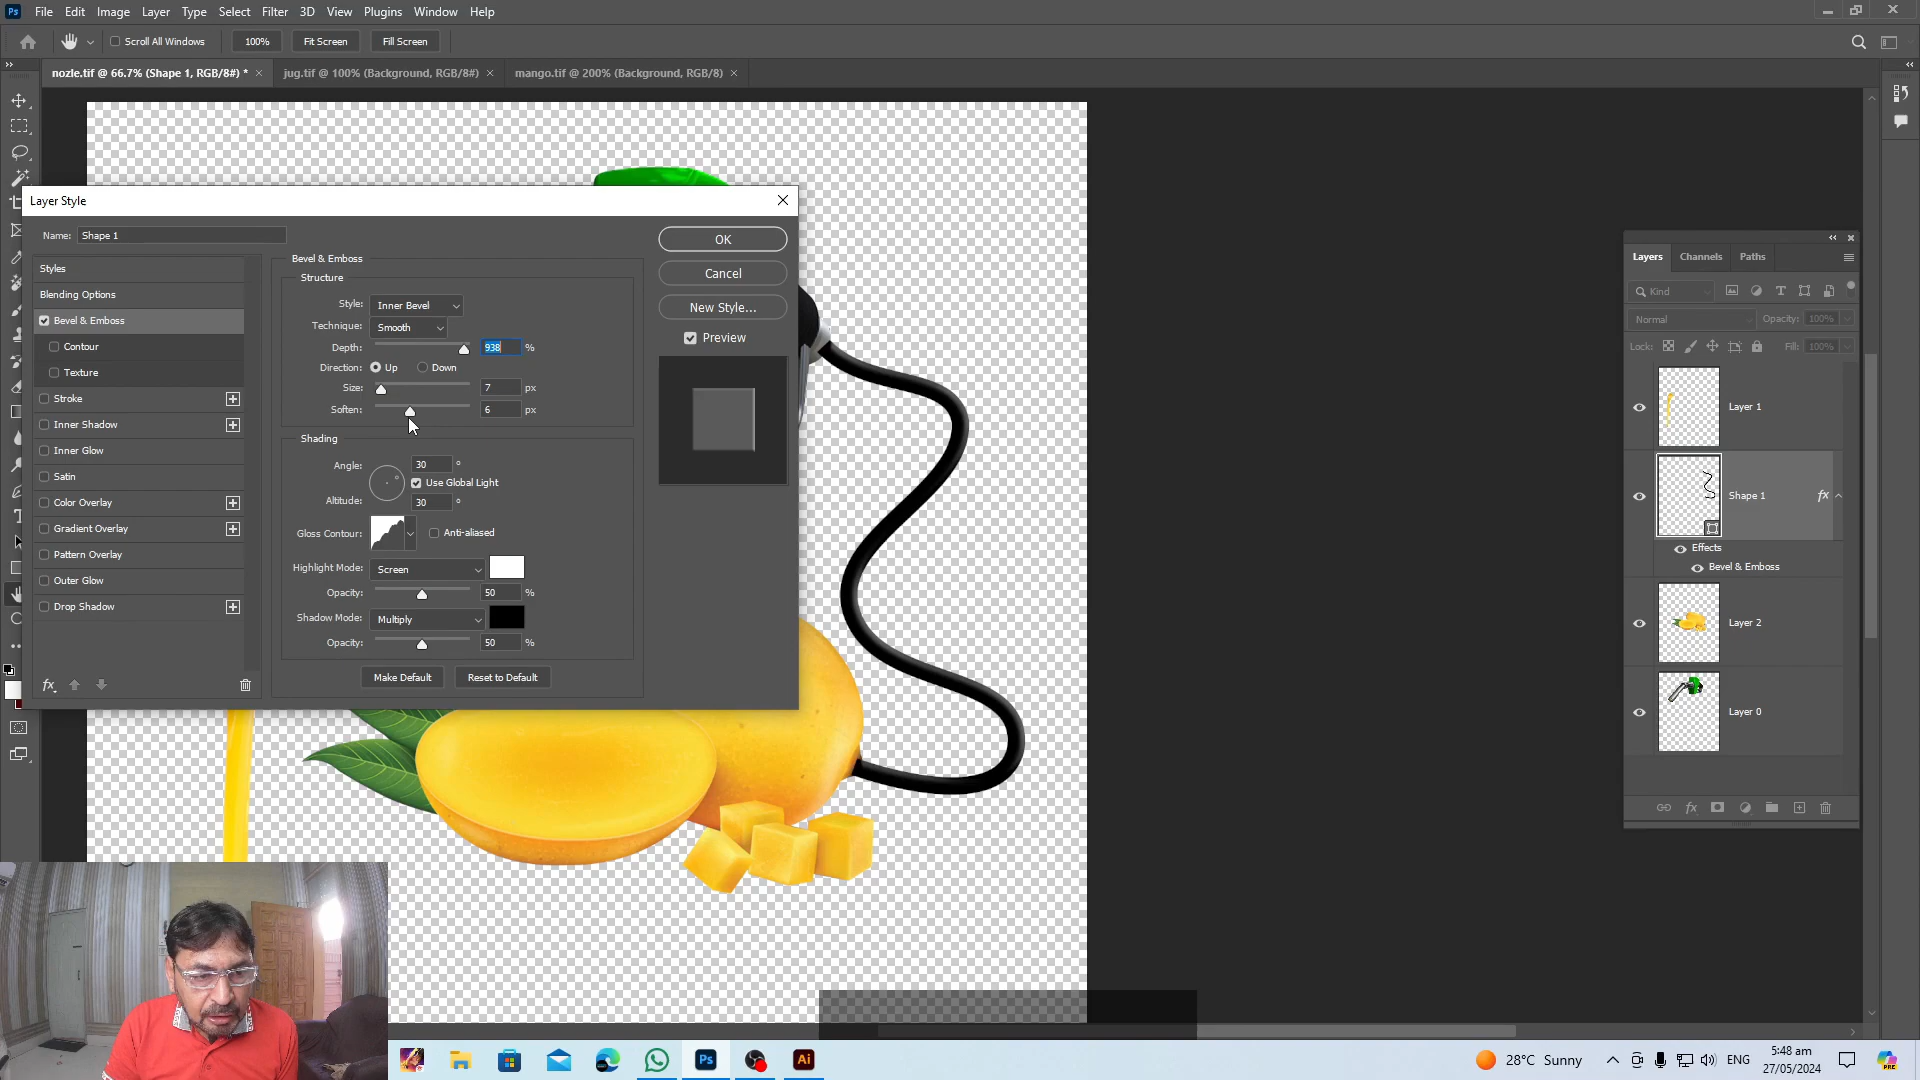 Ps File Edit Image Layer Type Select Filter 3D View Plugins Window Help
Scroll All Windows 100% Fit Screen Fill Screen
nozle.tif @ 66.7% (Shape 1, RGB/8#) * jug.tif @ 100% (Background, RGB/8#) mango.tif @ 200% (Background, RGB/8)
Layer Style
Name: Shape 1
Styles
Blending Options
Bevel & Emboss
Contour
Texture
Stroke
Inner Shadow
Inner Glow
Satin
Color Overlay
Gradient Overlay
Pattern Overlay
Outer Glow
Drop Shadow
fx
Bevel & Emboss
Structure
Style: Inner Bevel
Technique: Smooth
Depth: 938 %
Direction: Up Down
Size: 7 px
Soften: 6 px
Shading
Angle: 30 °
Use Global Light
Altitude: 30 °
Gloss Contour: Anti-aliased
Highlight Mode: Screen
Opacity: 50 %
Shadow Mode: Multiply
Opacity: 50 %
Make Default Reset to Default
OK
Cancel
New Style...
Preview
Layers Channels Paths
Kind
Normal Opacity: 100%
Lock: Fill: 100%
Layer 1
Shape 1 fx
Effects
Bevel & Emboss
Layer 2
Layer 0
fx
Ps Ai 28°C Sunny ENG 5:48 am
27/05/2024
PRE